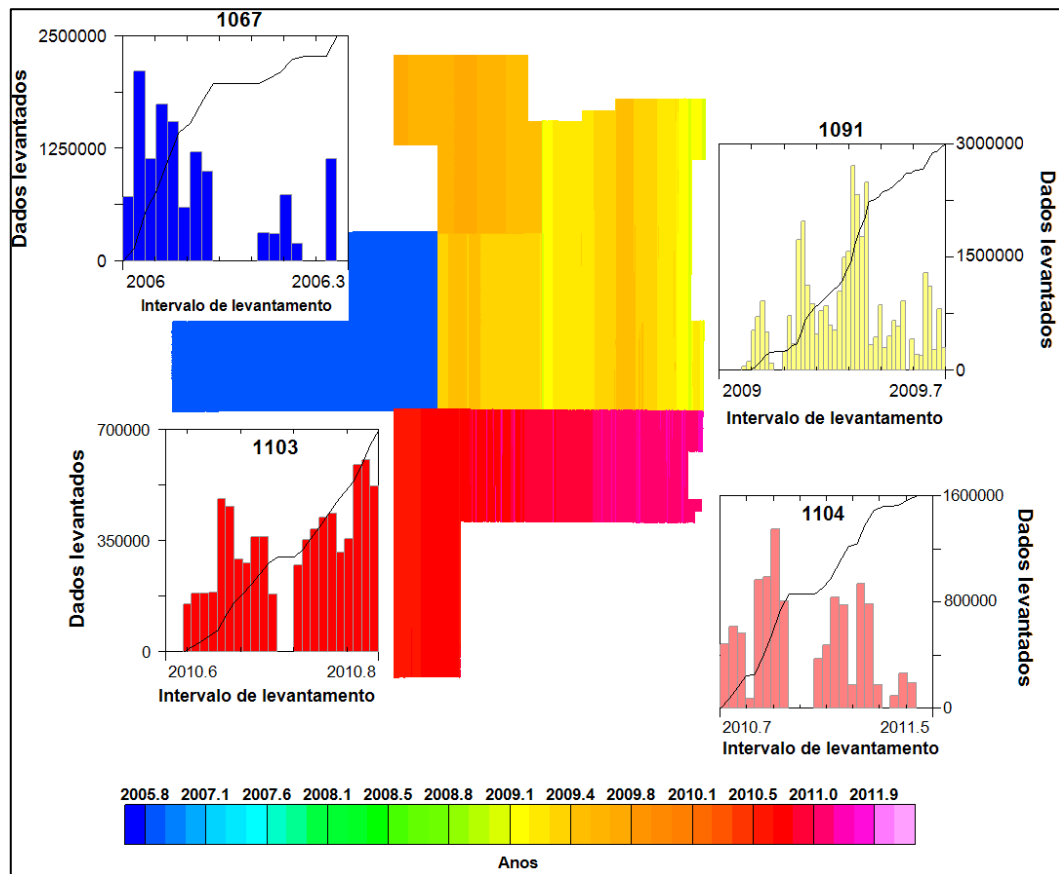 1067
2500000
1250000
0
Dados levantados
2006
2006.3
Intervalo de levantamento
1091
3000000
1500000
0
Dados levantados
2009
2009.7
Intervalo de levantamento
1103
700000
350000
0
Dados levantados
2010.6
2010.8
Intervalo de levantamento
1104
1600000
800000
0
Dados levantados
2010.7
2011.5
Intervalo de levantamento
2005.8 2007.1 2007.6 2008.1 2008.5 2008.8 2009.1 2009.4 2009.8 2010.1 2010.5 2011.0 2011.9
Anos